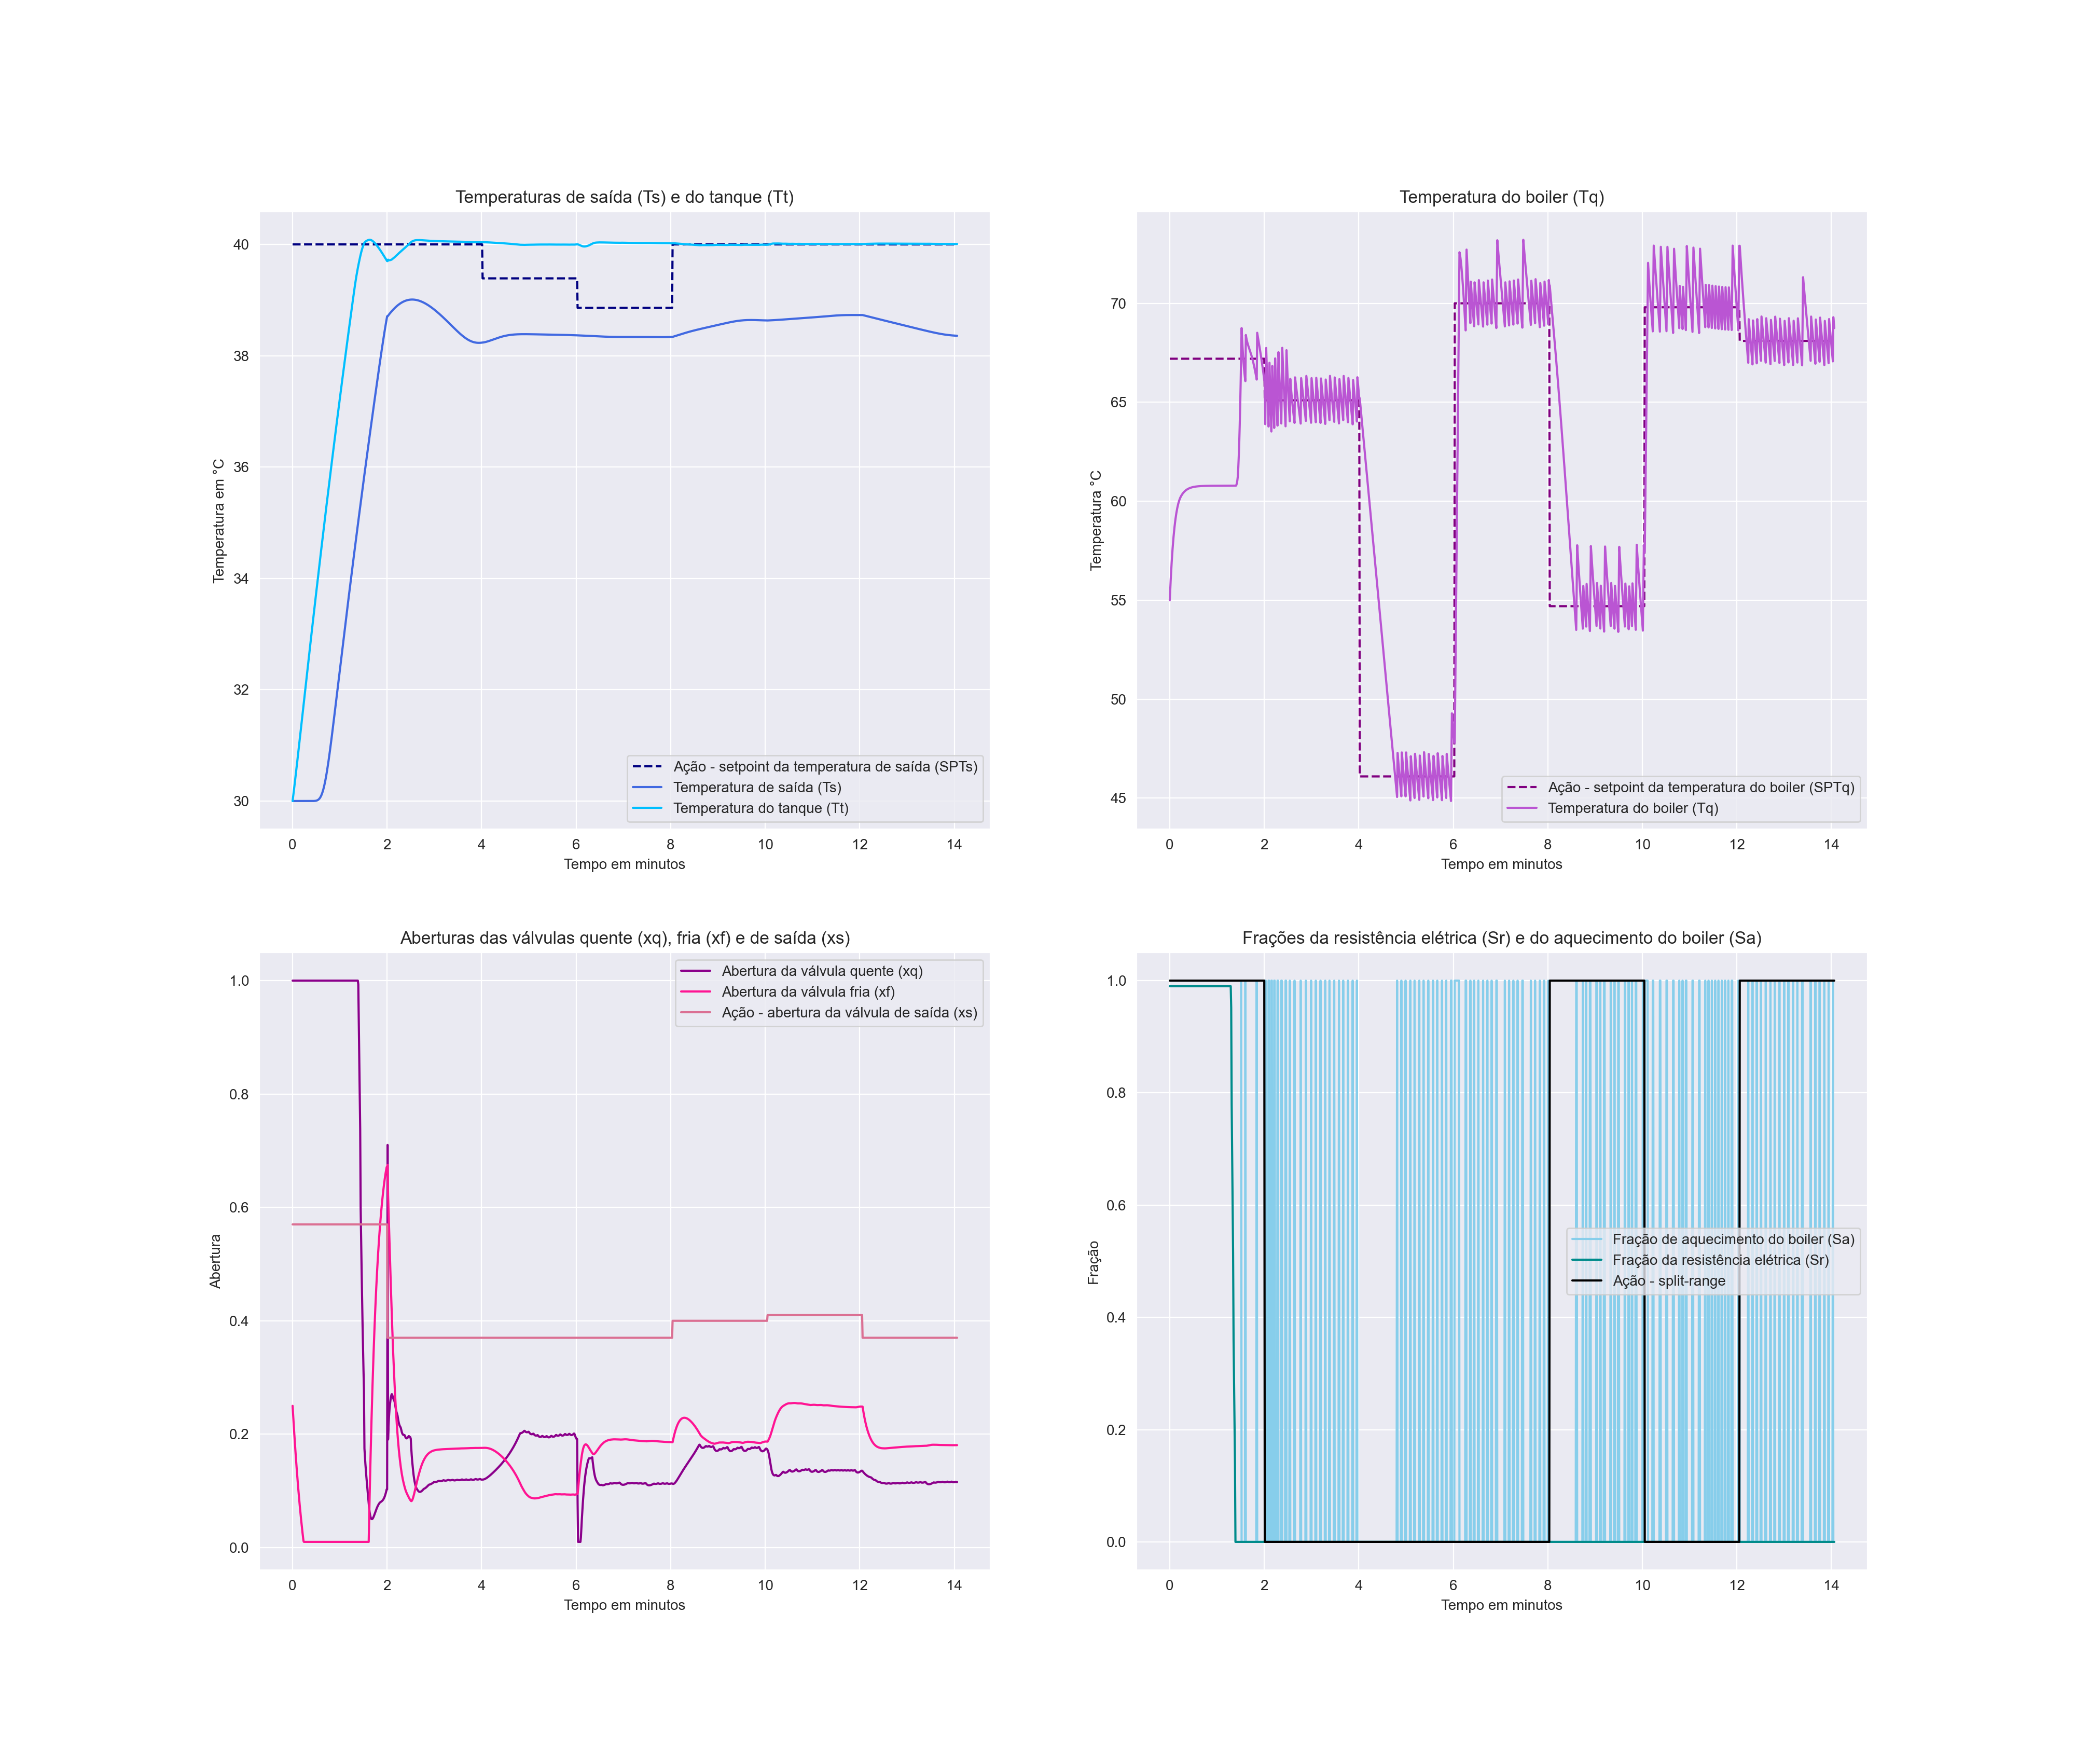 Temperaturas de saída (Ts) e do tanque (Tt)
Temperatura em °C
40
38
36
34
32
30
Ação - setpoint da temperatura de saída (SPTs)
Temperatura de saída (Ts)
Temperatura do tanque (Tt)
0 2 4 6 8 10 12 14
Tempo em minutos
Temperatura do boiler (Tq)
Temperatura °C
70
65
60
55
50
45
Ação - setpoint da temperatura do boiler (SPTq)
Temperatura do boiler (Tq)
0 2 4 6 8 10 12 14
Tempo em minutos
Aberturas das válvulas quente (xq), fria (xf) e de saída (xs)
Abertura
1.0
0.8
0.6
0.4
0.2
0.0
Abertura da válvula quente (xq)
Abertura da válvula fria (xf)
Ação - abertura da válvula de saída (xs)
0 2 4 6 8 10 12 14
Tempo em minutos
Frações da resistência elétrica (Sr) e do aquecimento do boiler (Sa)
Fração
1.0
0.8
0.6
0.4
0.2
0.0
Fração de aquecimento do boiler (Sa)
Fração da resistência elétrica (Sr)
Ação - split-range
0 2 4 6 8 10 12 14
Tempo em minutos